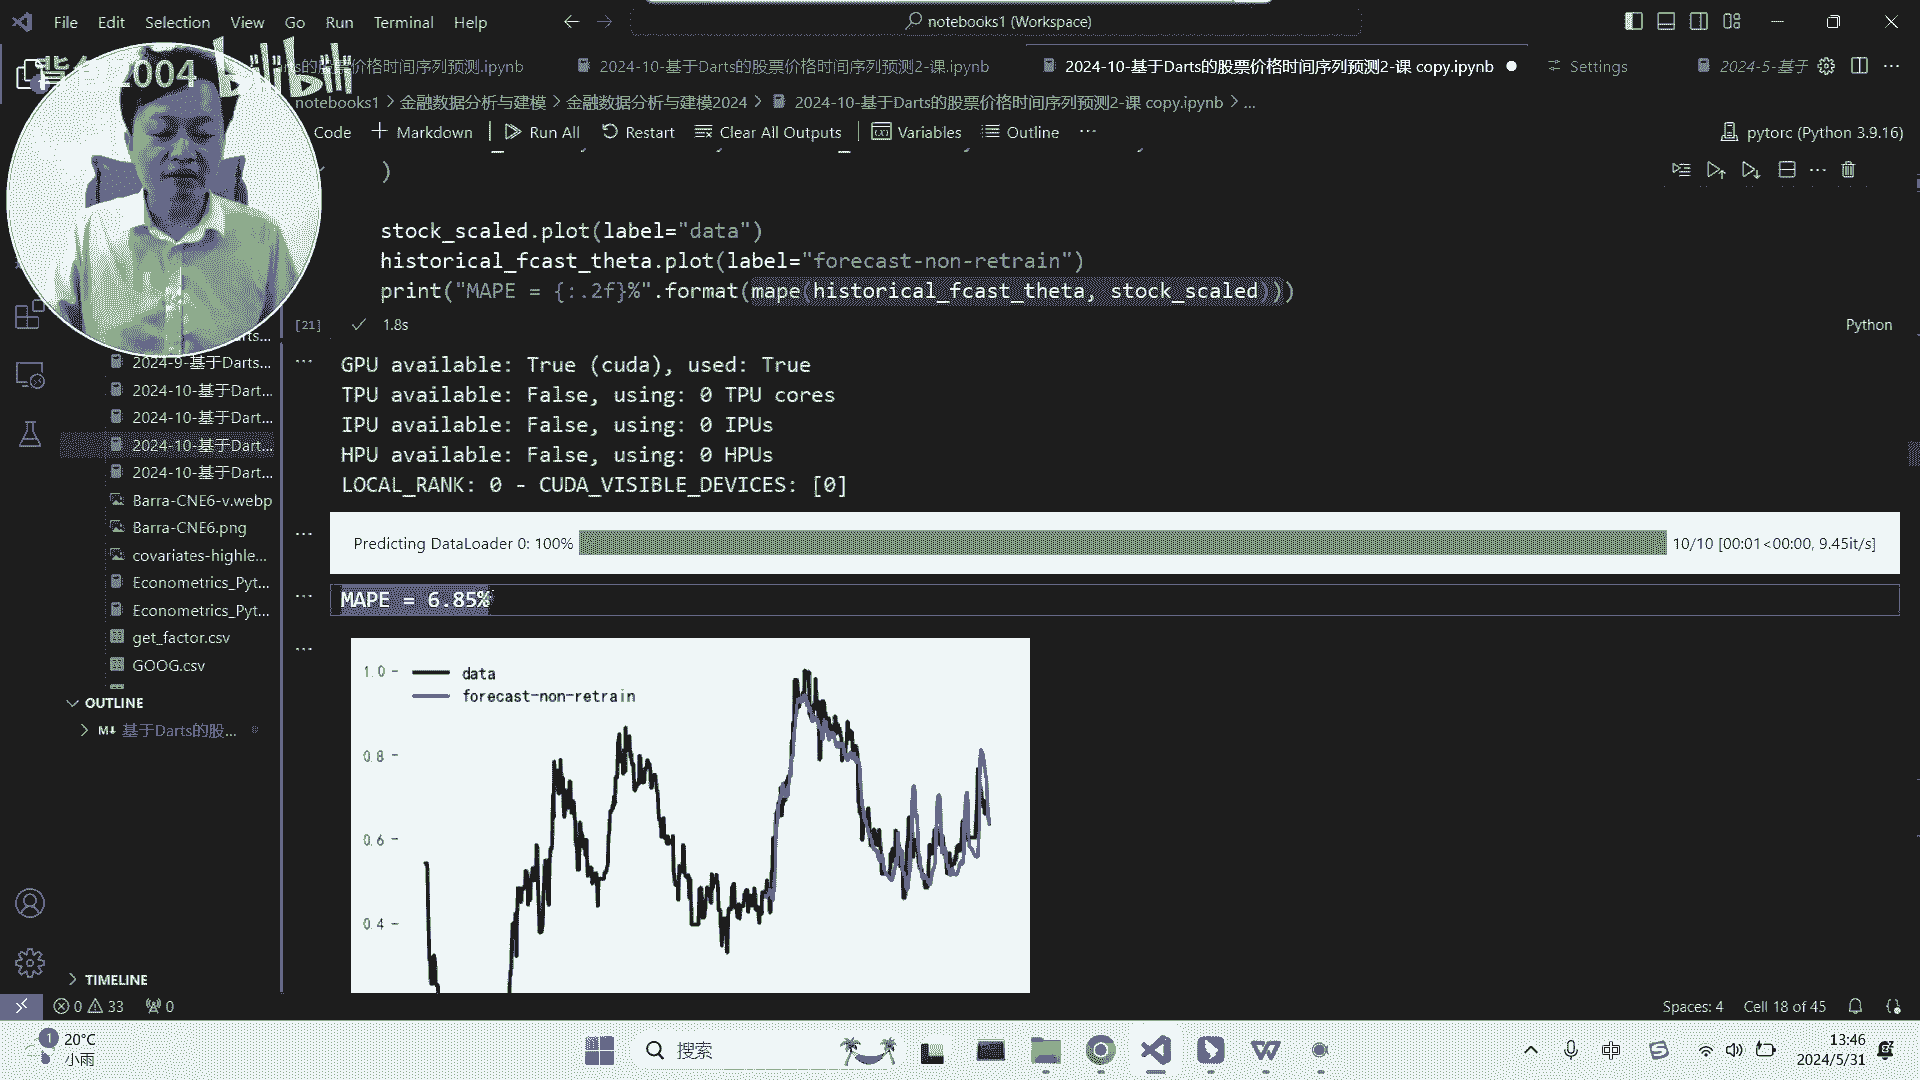 File Edit Selection View Go Run Terminal Help
notebooks1 (Workspace)
2004 bilibili
的股票价格时间序列预测.ipynb
2024-10-基于Darts的股票价格时间序列预测2-课.ipynb
2024-10-基于Darts的股票价格时间序列预测2-课 copy.ipynb
Settings
2024-5-基于
notebooks1 > 金融数据分析与建模 > 金融数据分析与建模2024 > 2024-10-基于Darts的股票价格时间序列预测2-课 copy.ipynb > ...
Code + Markdown | Run All Restart Clear All Outputs | Variables Outline ...
pytorc (Python 3.9.16)
)
stock_scaled.plot(label="data")
historical_fcast_theta.plot(label="forecast-non-retrain")
print("MAPE = {:.2f}%".format(mape(historical_fcast_theta, stock_scaled)))
[21] 1.8s
Python
GPU available: True (cuda), used: True
TPU available: False, using: 0 TPU cores
IPU available: False, using: 0 IPUs
HPU available: False, using: 0 HPUs
LOCAL_RANK: 0 - CUDA_VISIBLE_DEVICES: [0]
Predicting DataLoader 0: 100% 10/10 [00:01<00:00, 9.45it/s]
MAPE = 6.85%
data
forecast-non-retrain
1.0
0.8
0.6
0.4
2024-9-基于Darts...
2024-10-基于Dart...
2024-10-基于Dart...
2024-10-基于Dart...
2024-10-基于Dart...
Barra-CNE6-v.webp
Barra-CNE6.png
covariates-highle...
Econometrics_Pyt...
Econometrics_Pyt...
get_factor.csv
GOOG.csv
OUTLINE
M↓ 基于Darts的股...
TIMELINE
0 33 0
Spaces: 4 Cell 18 of 45
1
20°C
小雨
搜索
中
13:46
2024/5/31